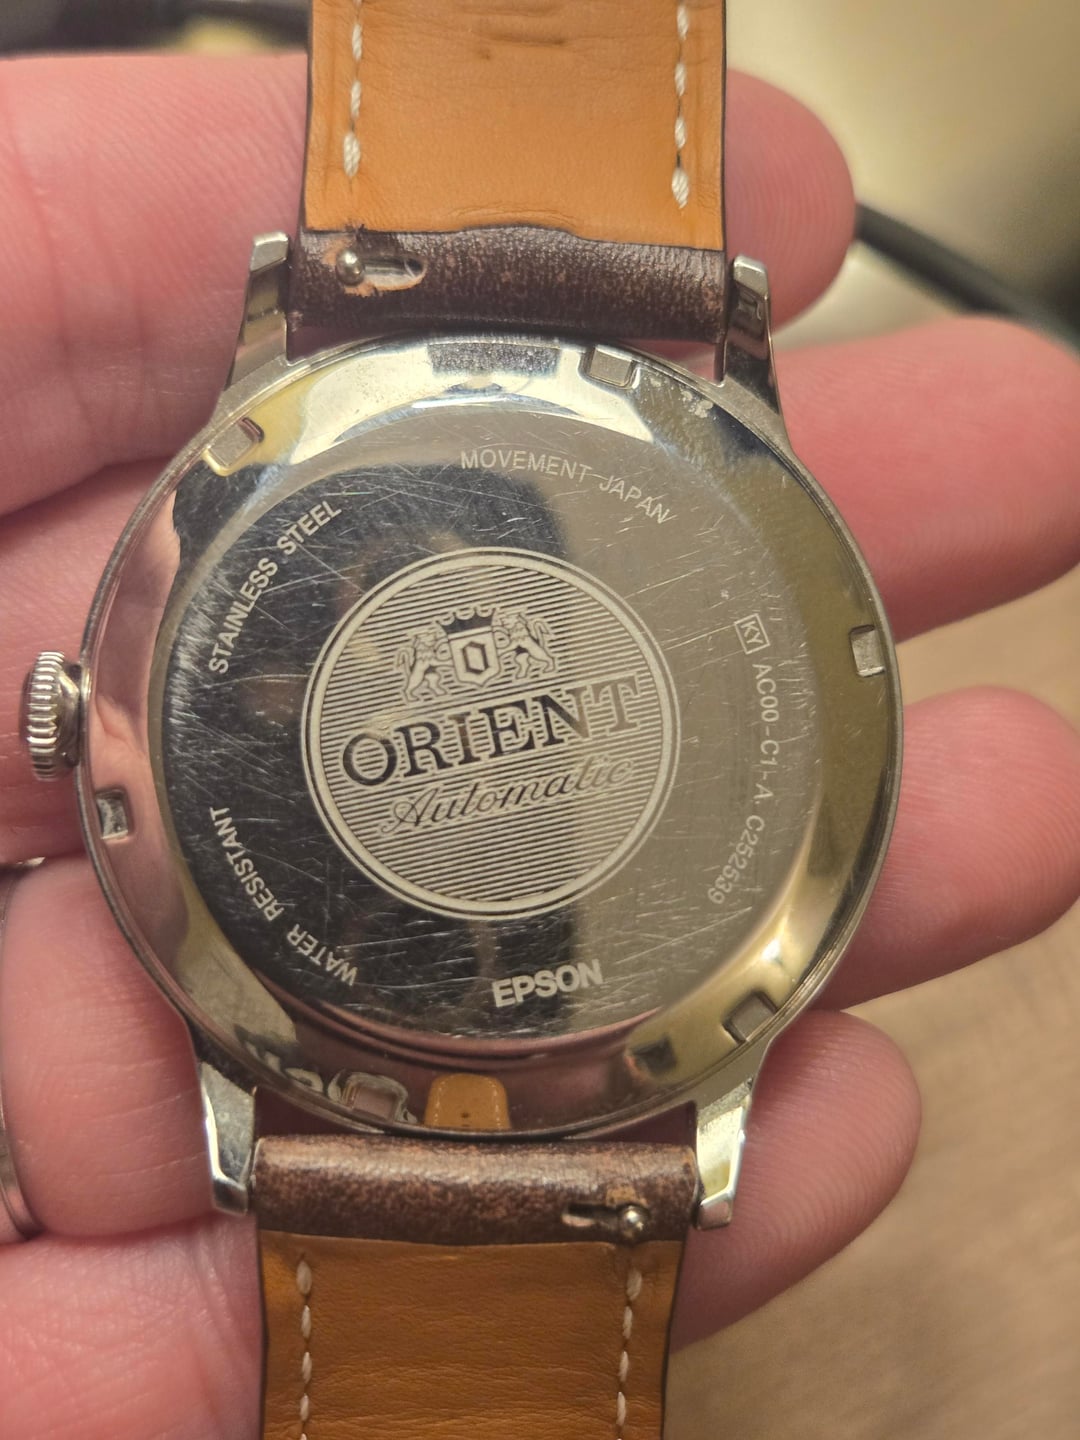 MOVEMENT JAPAN
STAINLESS STEEL
KY AC00-C1-A C252539
O
ORIENT
Automatic
WATER RESISTANT
EPSON